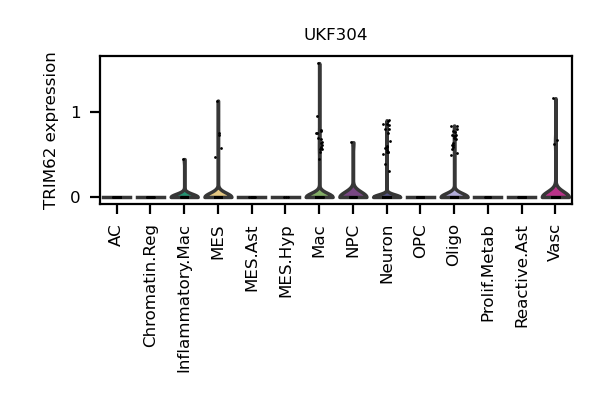 UKF304
TRIM62 expression
1
0
AC
Chromatin.Reg
Inflammatory.Mac
MES
MES.Ast
MES.Hyp
Mac
NPC
Neuron
OPC
Oligo
Prolif.Metab
Reactive.Ast
Vasc